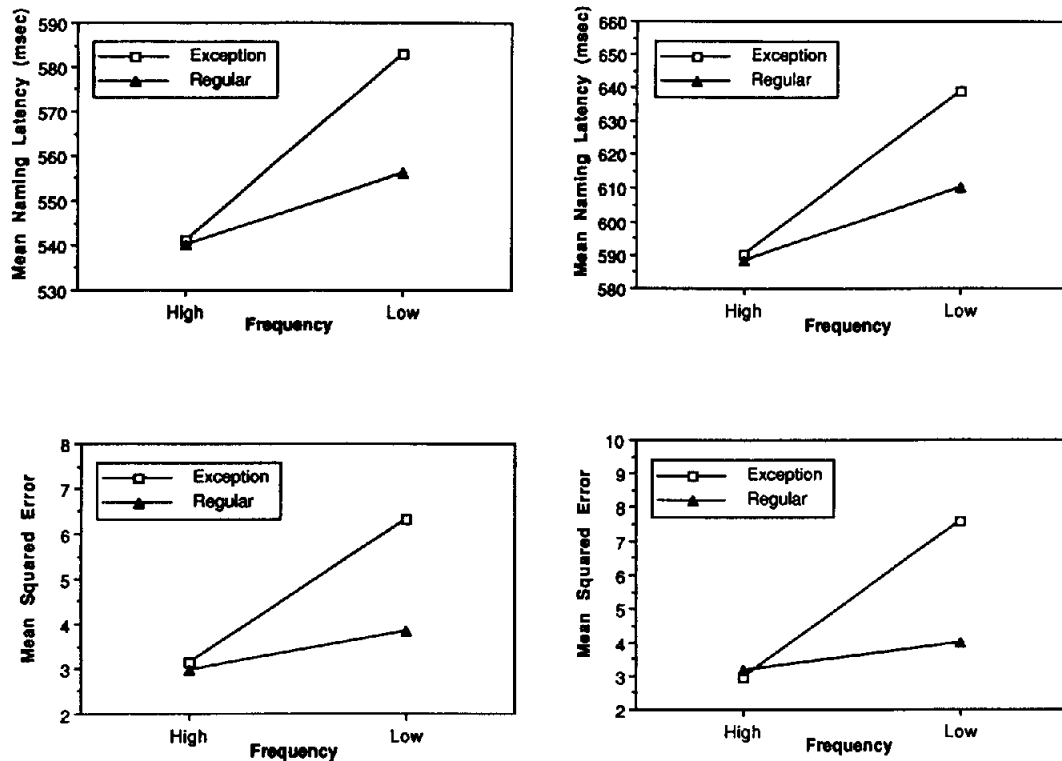 Mean Naming Latency (msec)
590
580
570
560
550
540
530
Exception
Regular
High
Low
Frequency
Mean Naming Latency (msec)
660
650
640
630
620
610
600
590
580
Exception
Regular
High
Low
Frequency
Mean Squared Error
8
7
6
5
4
3
2
Exception
Regular
High
Low
Frequency
Mean Squared Error
10
9
8
7
6
5
4
3
2
Exception
Regular
High
Low
Frequency